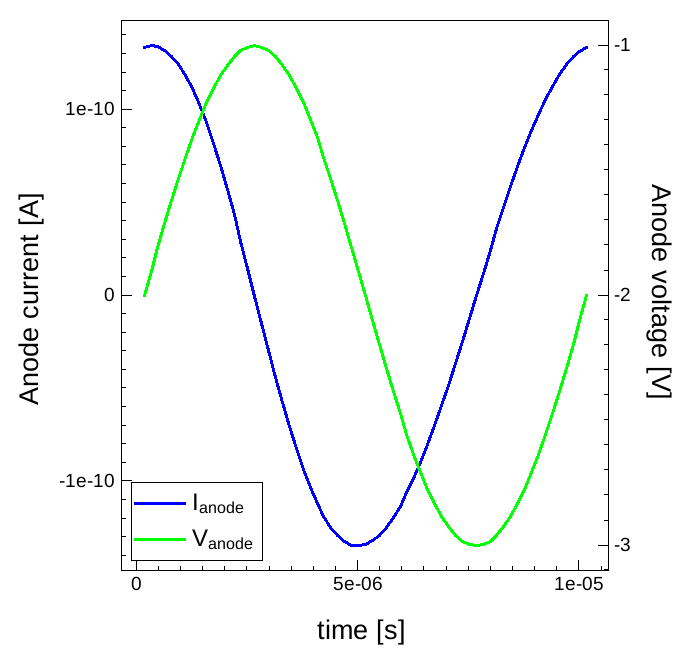 Anode current [A]
1e-10
0
-1e-10
Anode voltage [V]
-1
-2
-3
Ianode
Vanode
0
5e-06
1e-05
time [s]